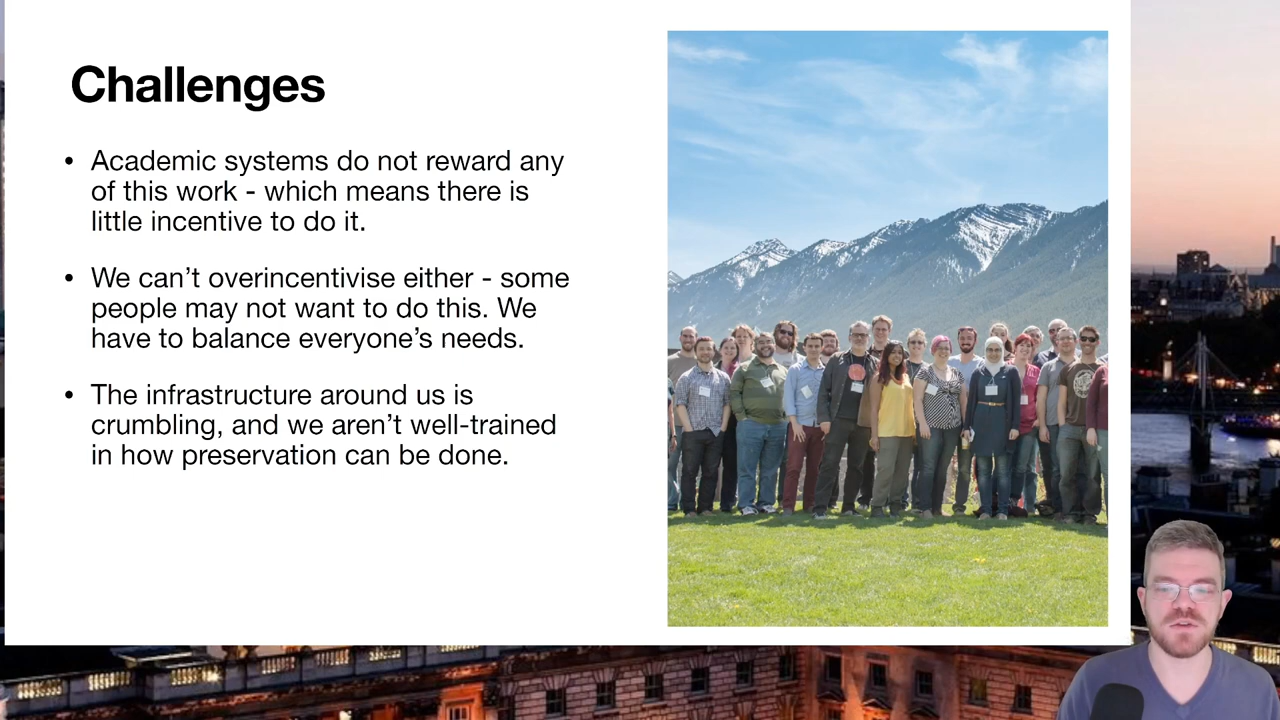 Challenges
• Academic systems do not reward any
of this work - which means there is
little incentive to do it.
• We can’t overincentivise either - some
people may not want to do this. We
have to balance everyone’s needs.
• The infrastructure around us is
crumbling, and we aren’t well-trained
in how preservation can be done.